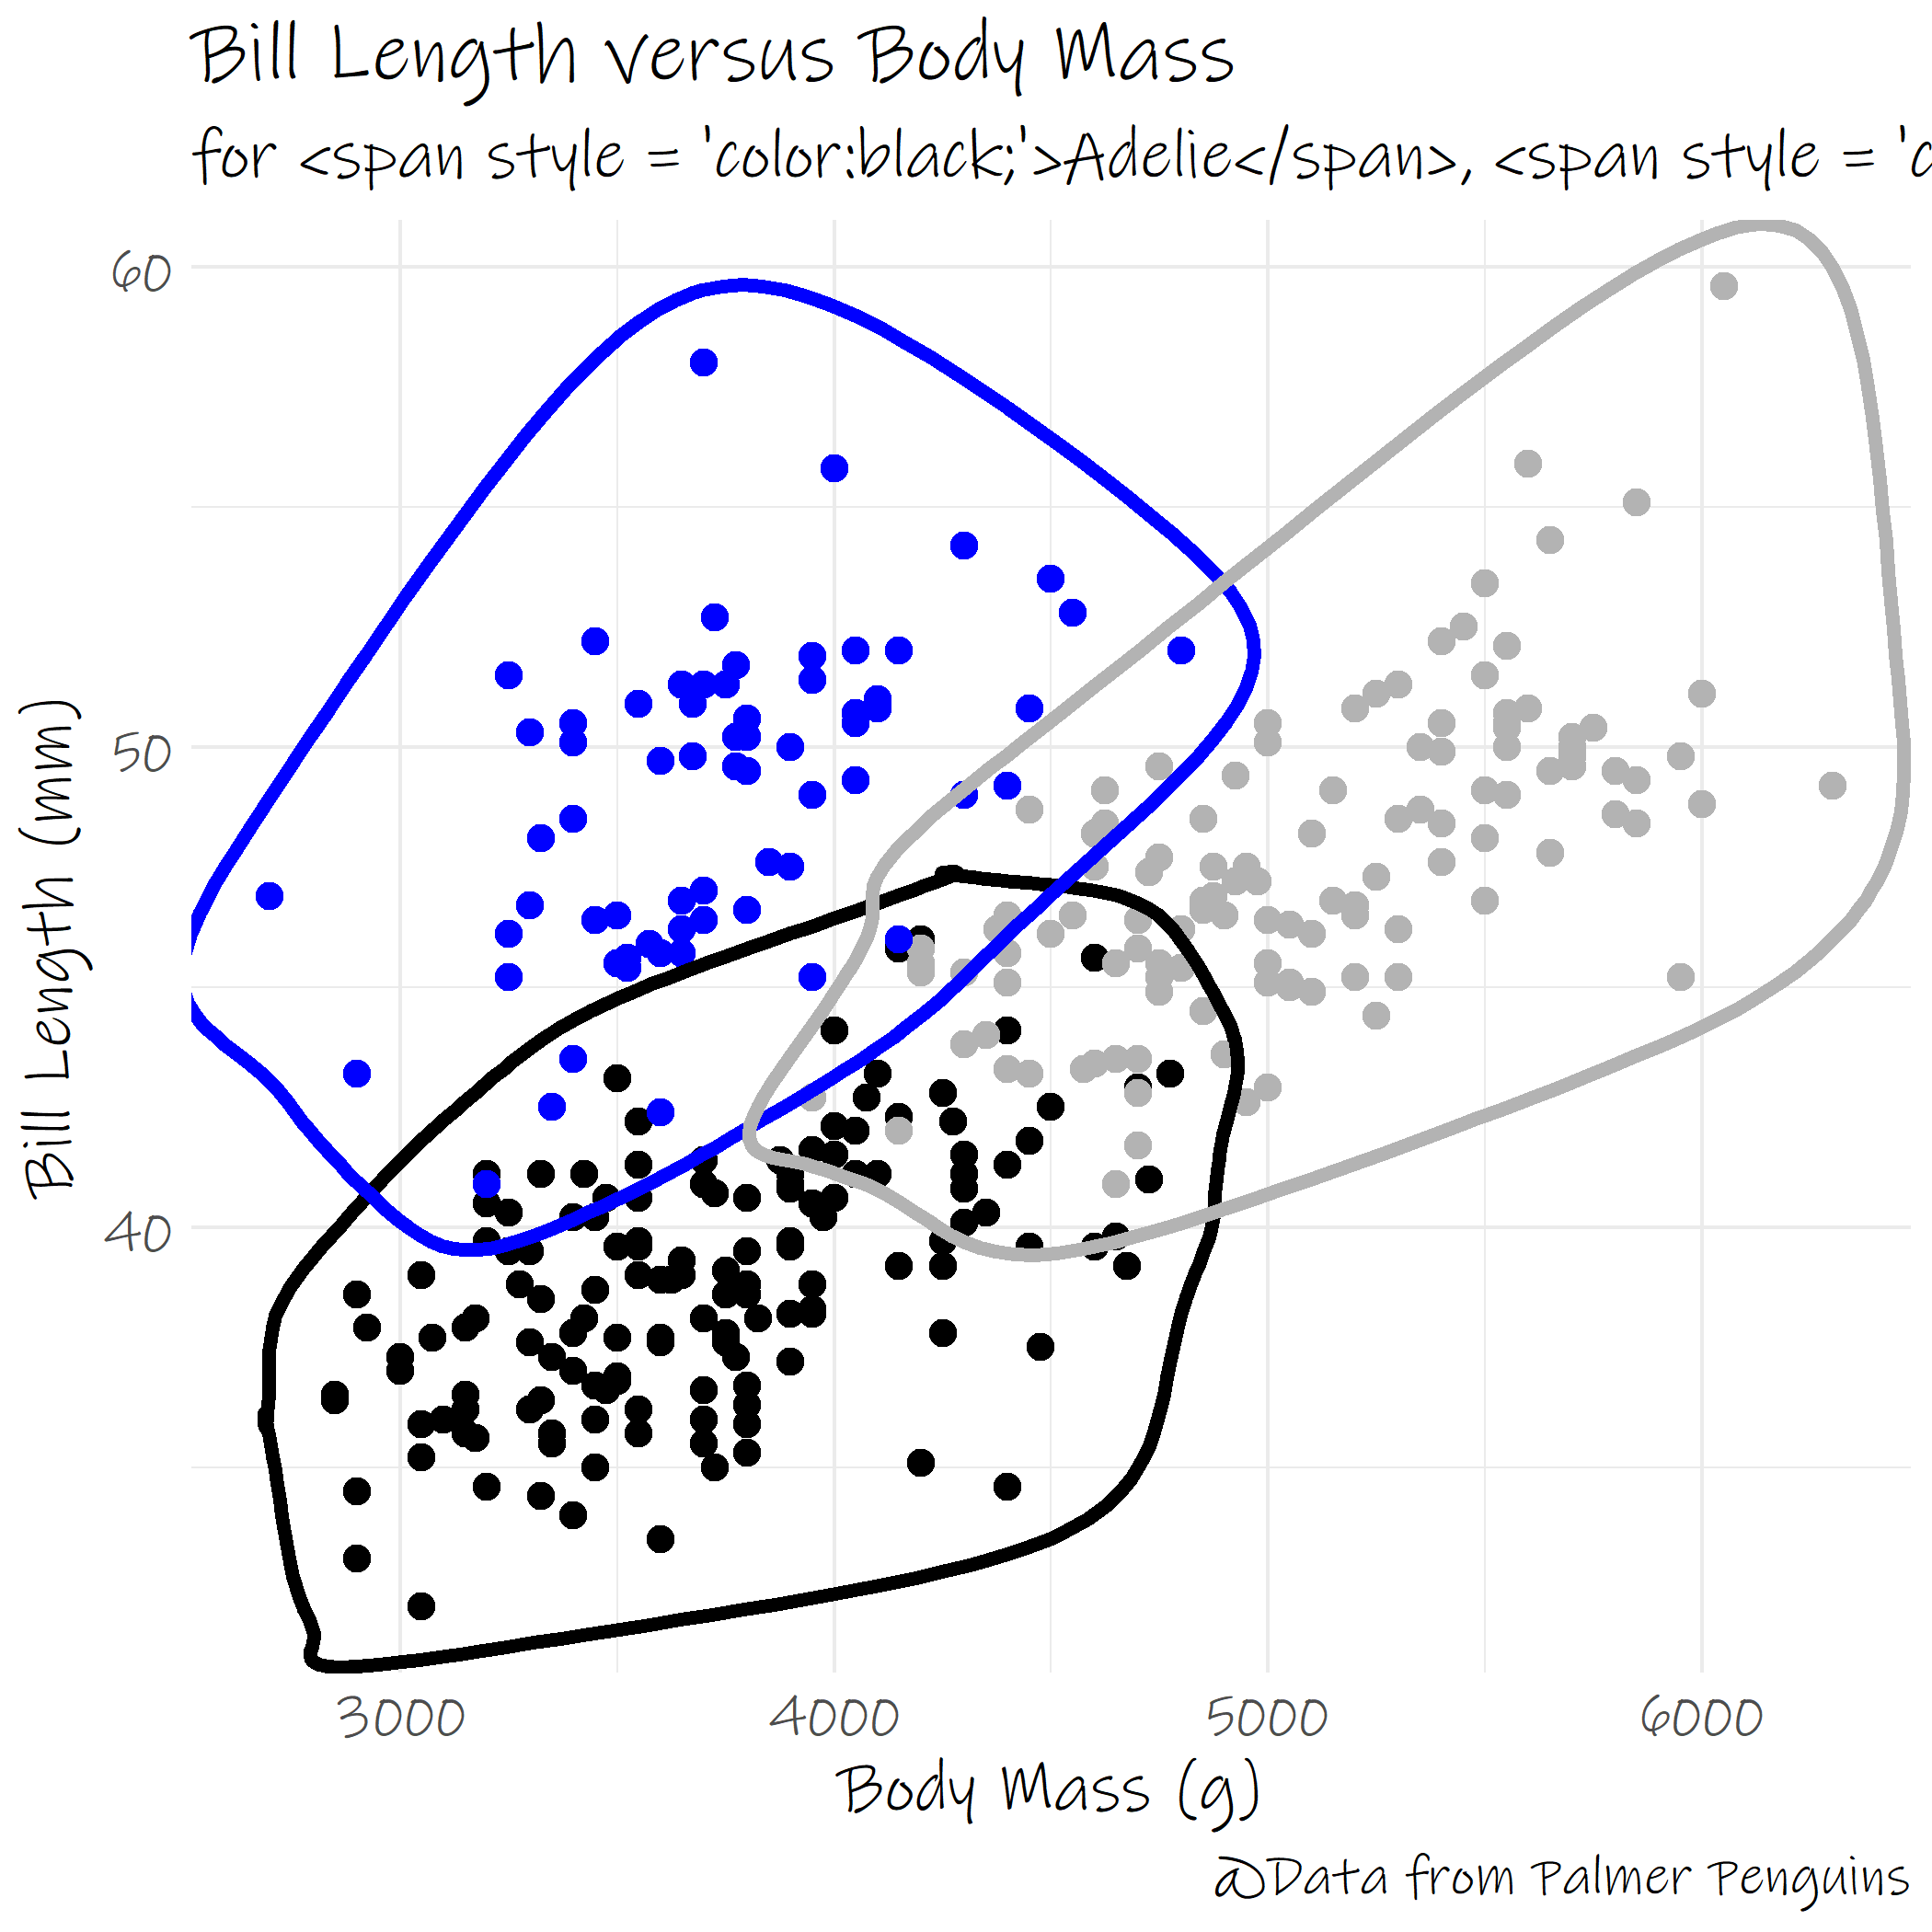 Bill Length versus Body Mass
for <span style = 'color:black;'>Adelie</span>, <span style = '
60
50
40
Bill Length (mm)
3000 4000 5000 6000
Body Mass (g)
@Data from Palmer Penguins